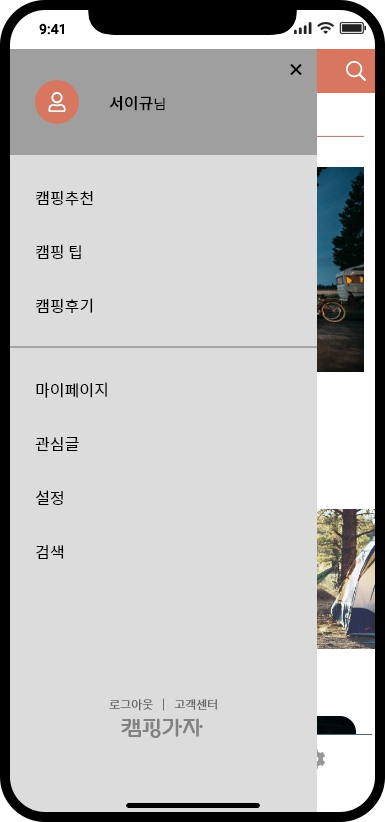 9:41
서이규님
캠핑추천
캠핑 팁
캠핑후기
마이페이지
관심글
설정
검색
로그아웃 | 고객센터
캠핑가자